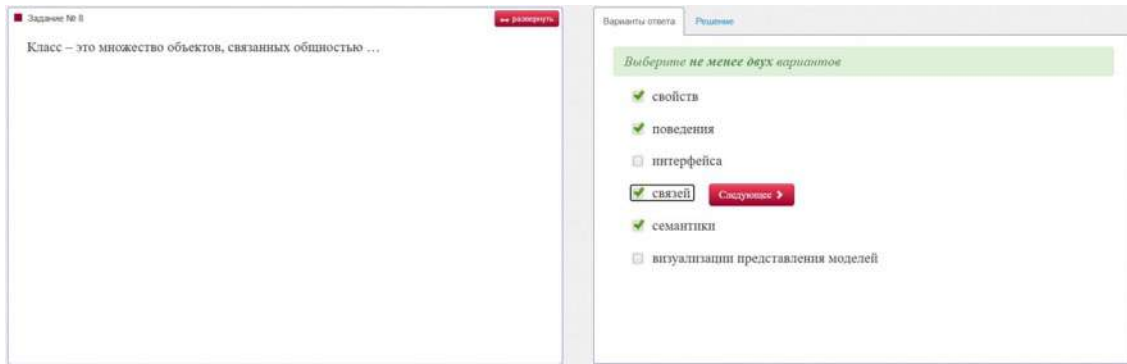 Задание № 8
развернуть
Класс – это множество объектов, связанных общностью …
Варианты ответа
Решение
Выберите не менее двух вариантов
свойств
поведения
интерфейса
связей
Следующее
семантики
визуализации представления моделей